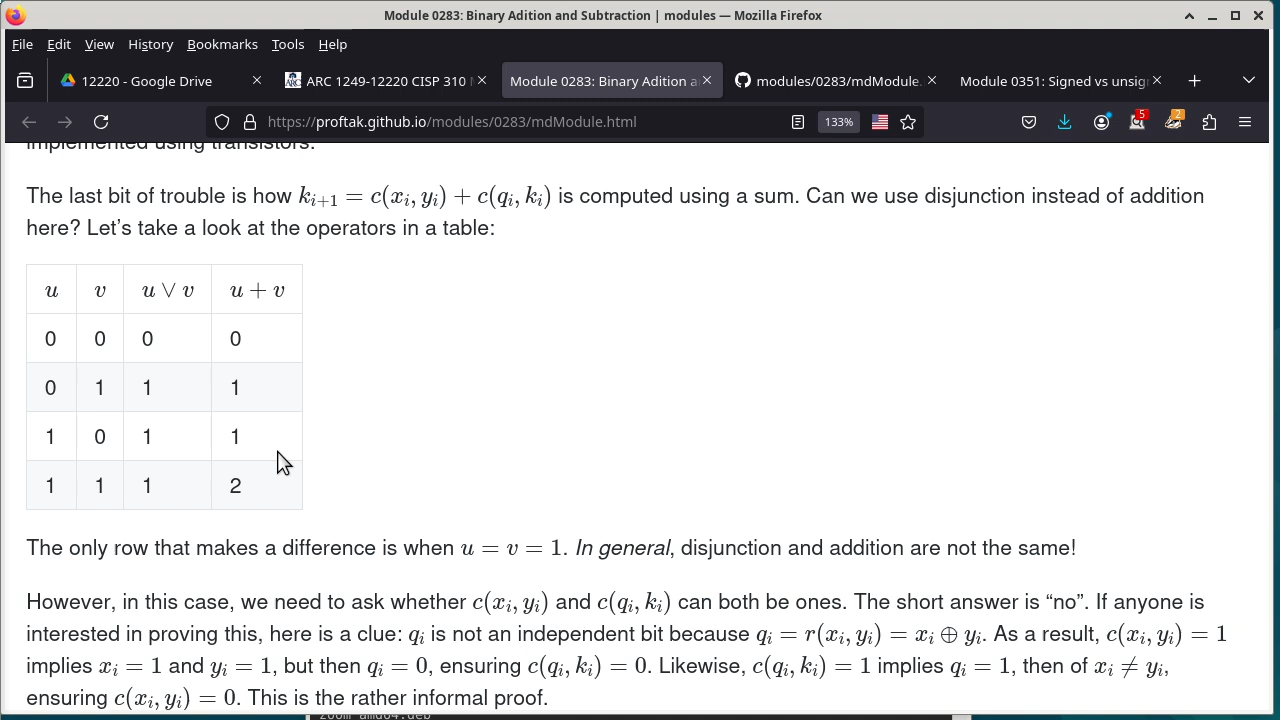 Module 0283: Binary Adition and Subtraction | modules — Mozilla Firefox
File Edit View History Bookmarks Tools Help
12220 - Google Drive
ARC 1249-12220 CISP 310
Module 0283: Binary Adition a
modules/0283/mdModule.
Module 0351: Signed vs unsig
https://proftak.github.io/modules/0283/mdModule.html
133%
5
2
implemented using transistors.
The last bit of trouble is how k_{i+1} = c(x_i, y_i) + c(q_i, k_i) is computed using a sum. Can we use disjunction instead of addition
here? Let’s take a look at the operators in a table:
u v u ∨ v u + v
0 0 0 0
0 1 1 1
1 0 1 1
1 1 1 2
The only row that makes a difference is when u = v = 1. In general, disjunction and addition are not the same!
However, in this case, we need to ask whether c(x_i, y_i) and c(q_i, k_i) can both be ones. The short answer is “no”. If anyone is
interested in proving this, here is a clue: q_i is not an independent bit because q_i = r(x_i, y_i) = x_i ⊕ y_i. As a result, c(x_i, y_i) = 1
implies x_i = 1 and y_i = 1, but then q_i = 0, ensuring c(q_i, k_i) = 0. Likewise, c(q_i, k_i) = 1 implies q_i = 1, then of x_i ≠ y_i,
ensuring c(x_i, y_i) = 0. This is the rather informal proof.